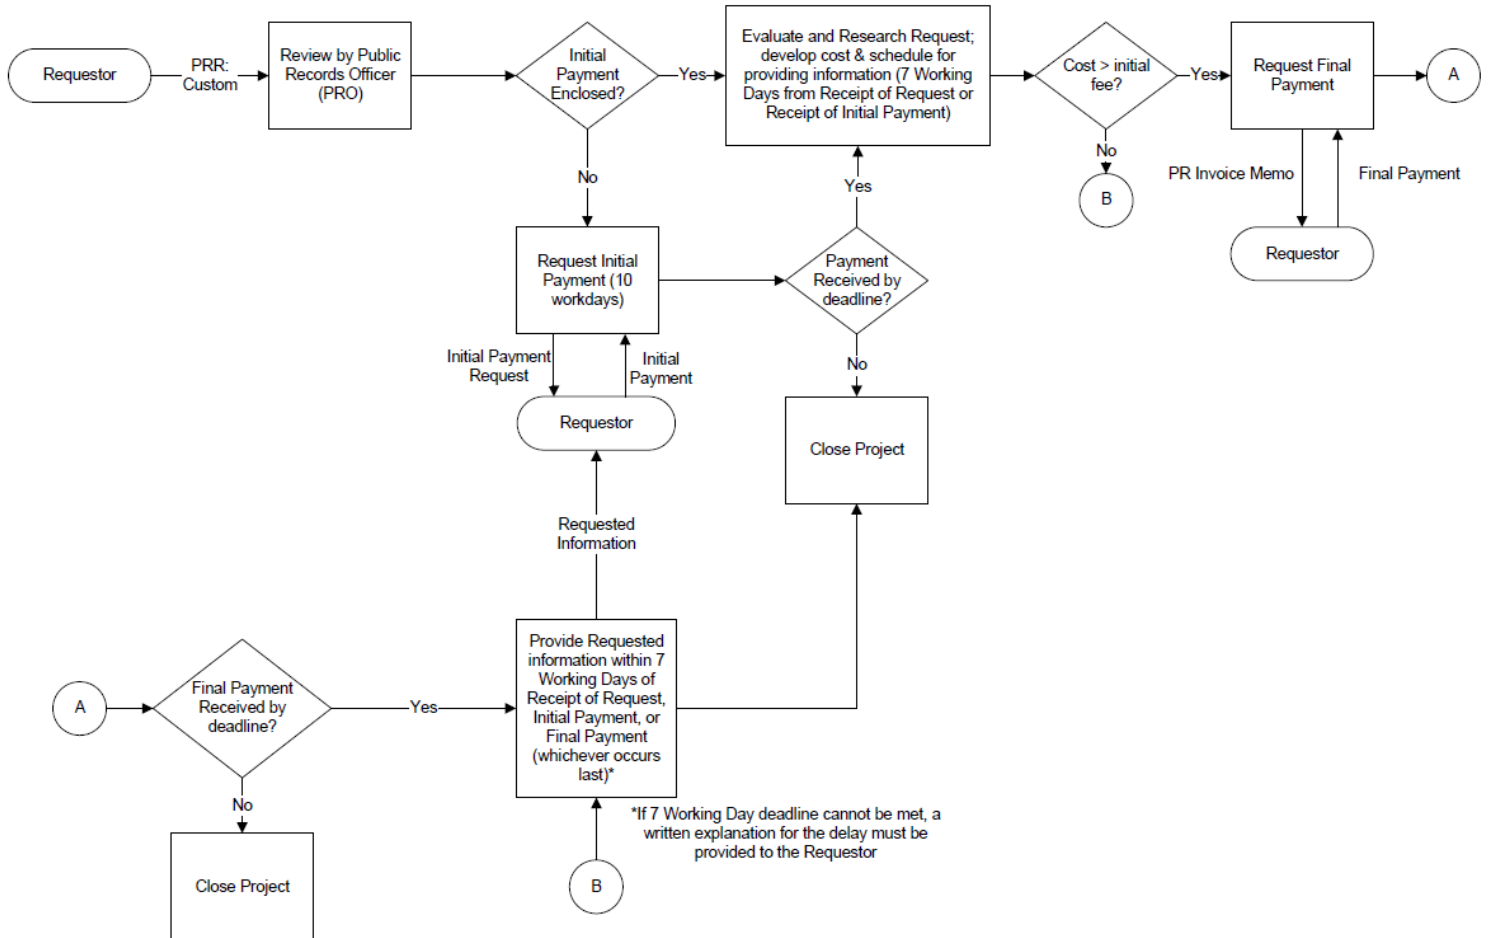 Requestor
PRR:
Custom
Review by Public
Records Officer
(PRO)
Initial
Payment
Enclosed?
Yes
Evaluate and Research Request;
develop cost & schedule for
providing information (7 Working
Days from Receipt of Request or
Receipt of Initial Payment)
Cost > initial
fee?
Yes
Request Final
Payment
A
No
No
B
PR Invoice Memo
Final Payment
Requestor
Yes
Request Initial
Payment (10
workdays)
Payment
Received by
deadline?
Initial Payment
Request
Initial
Payment
No
Requestor
Close Project
Requested
Information
A
Final Payment
Received by
deadline?
Yes
Provide Requested
information within 7
Working Days of
Receipt of Request,
Initial Payment, or
Final Payment
(whichever occurs
last)*
No
*If 7 Working Day deadline cannot be met, a
written explanation for the delay must be
provided to the Requestor
Close Project
B